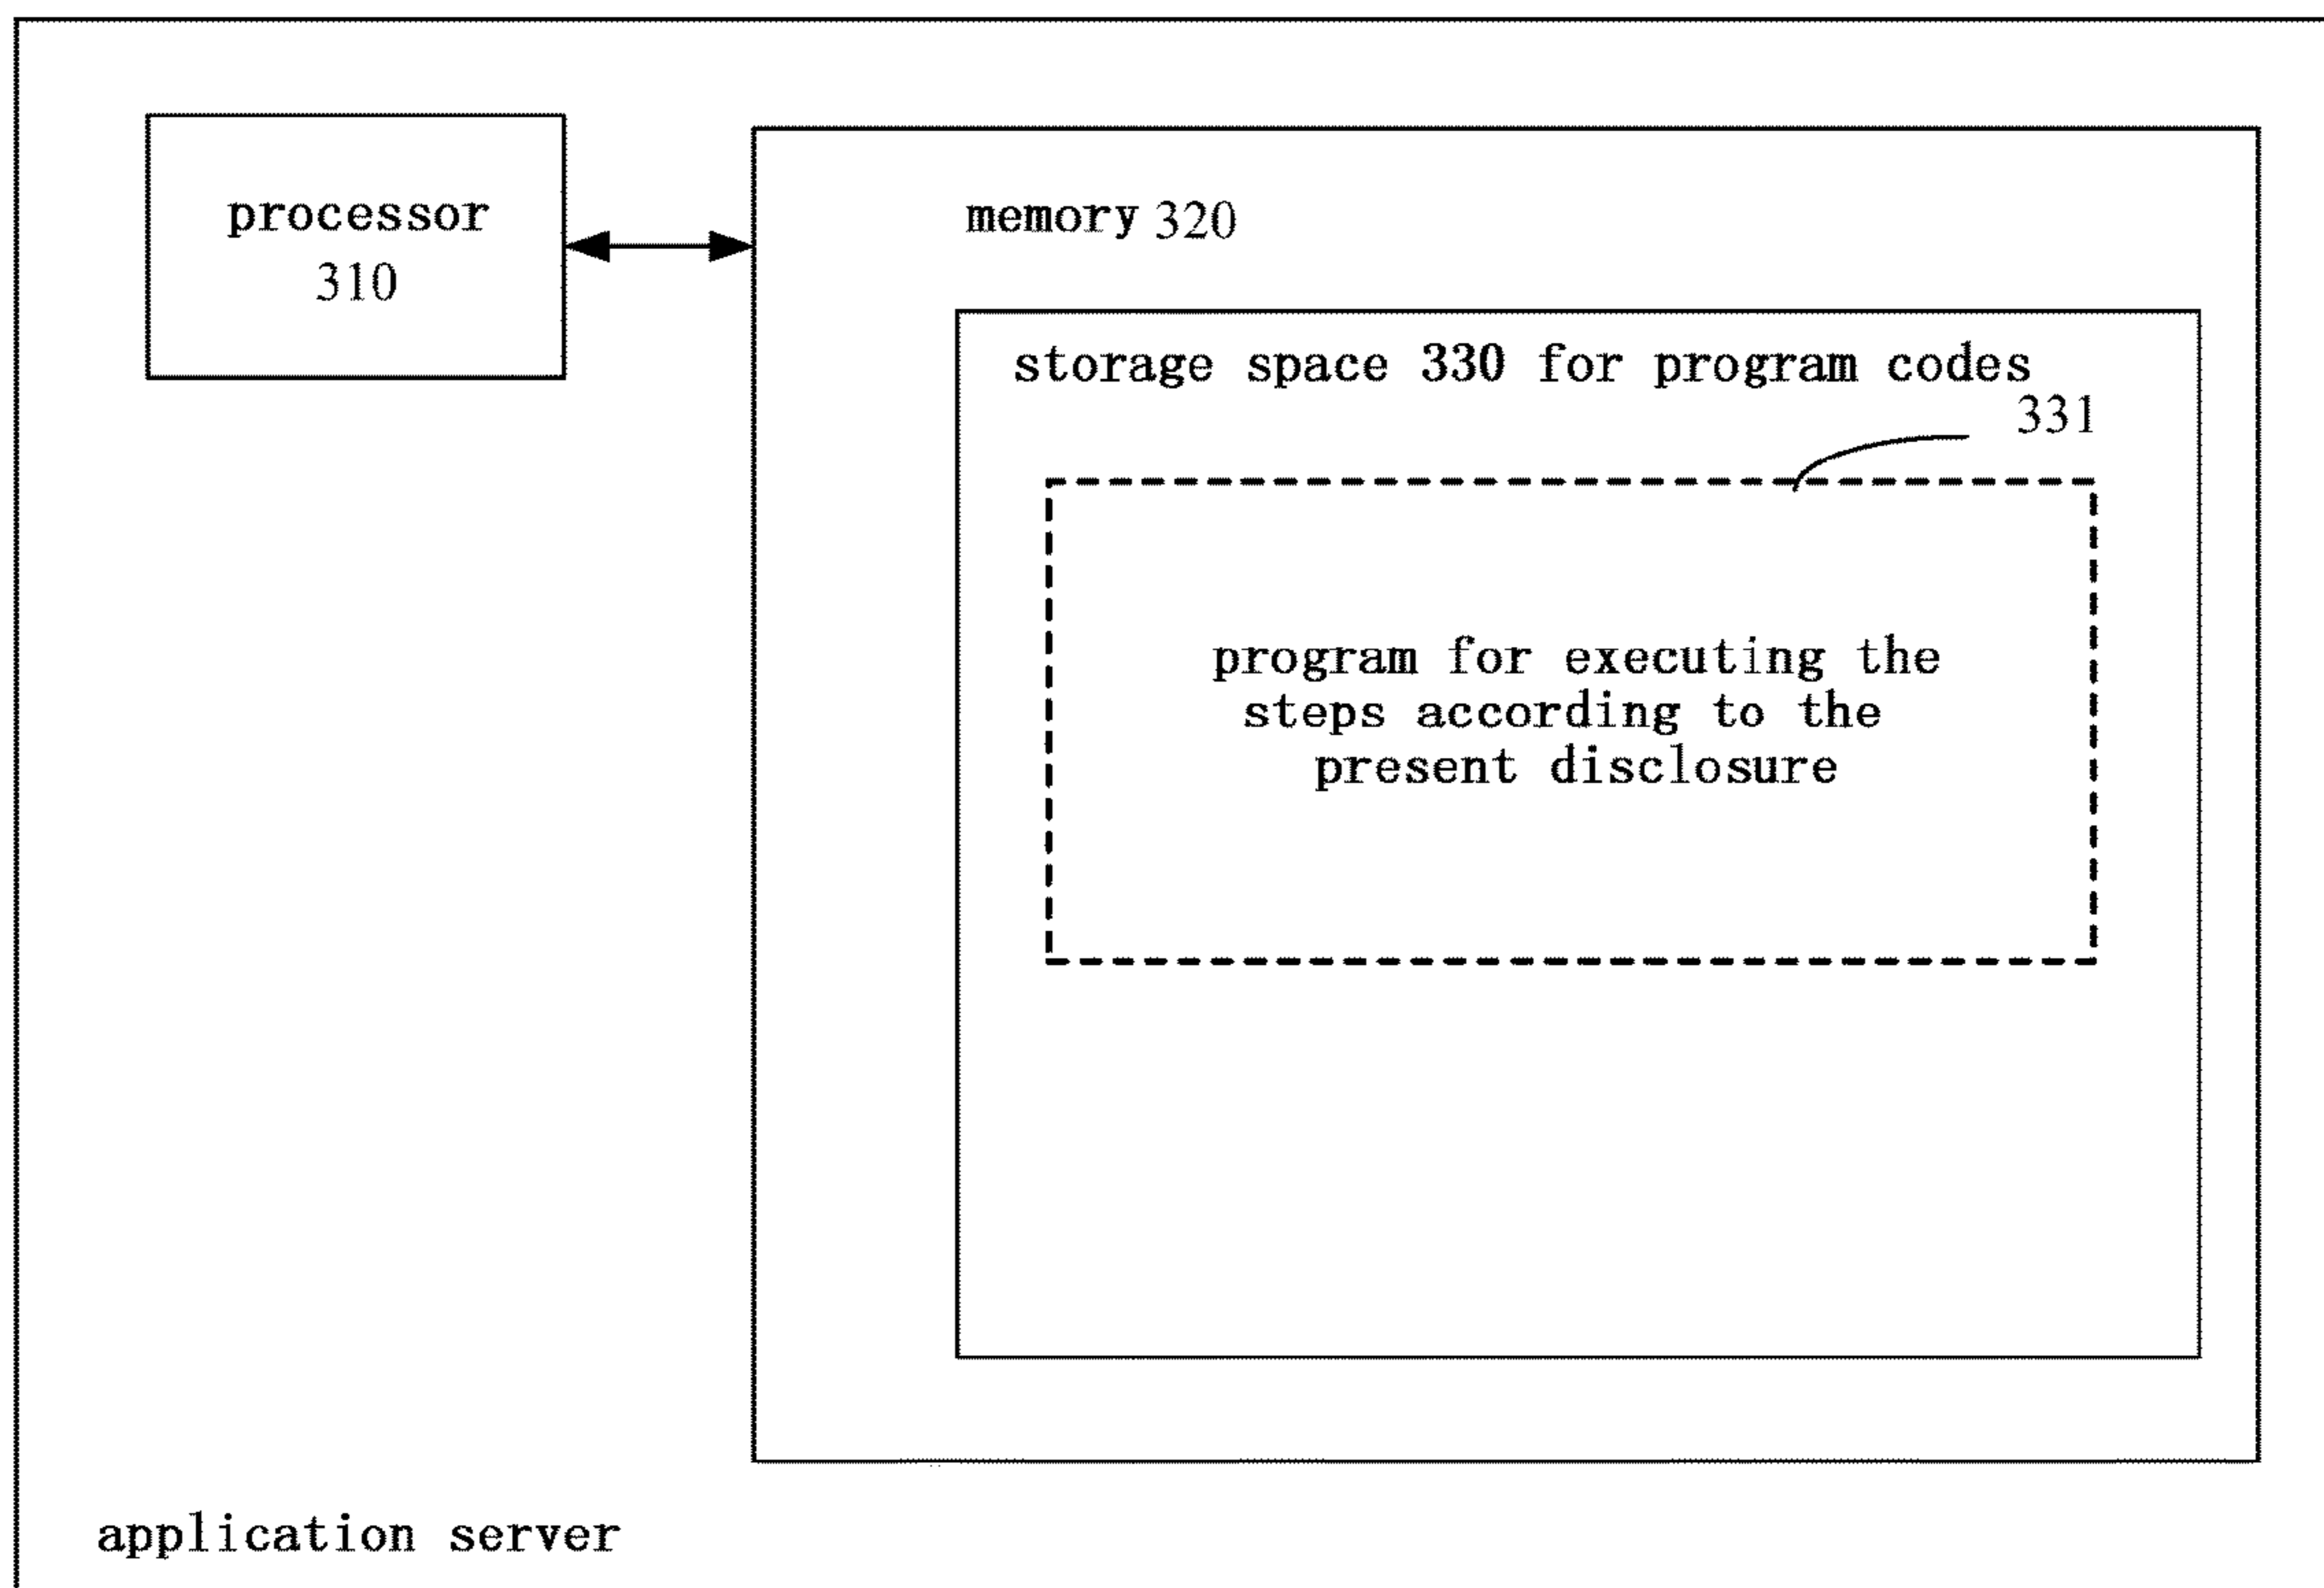 processor
310
memory 320
storage space 330 for program codes
331
program for executing the
steps according to the
present disclosure
application server